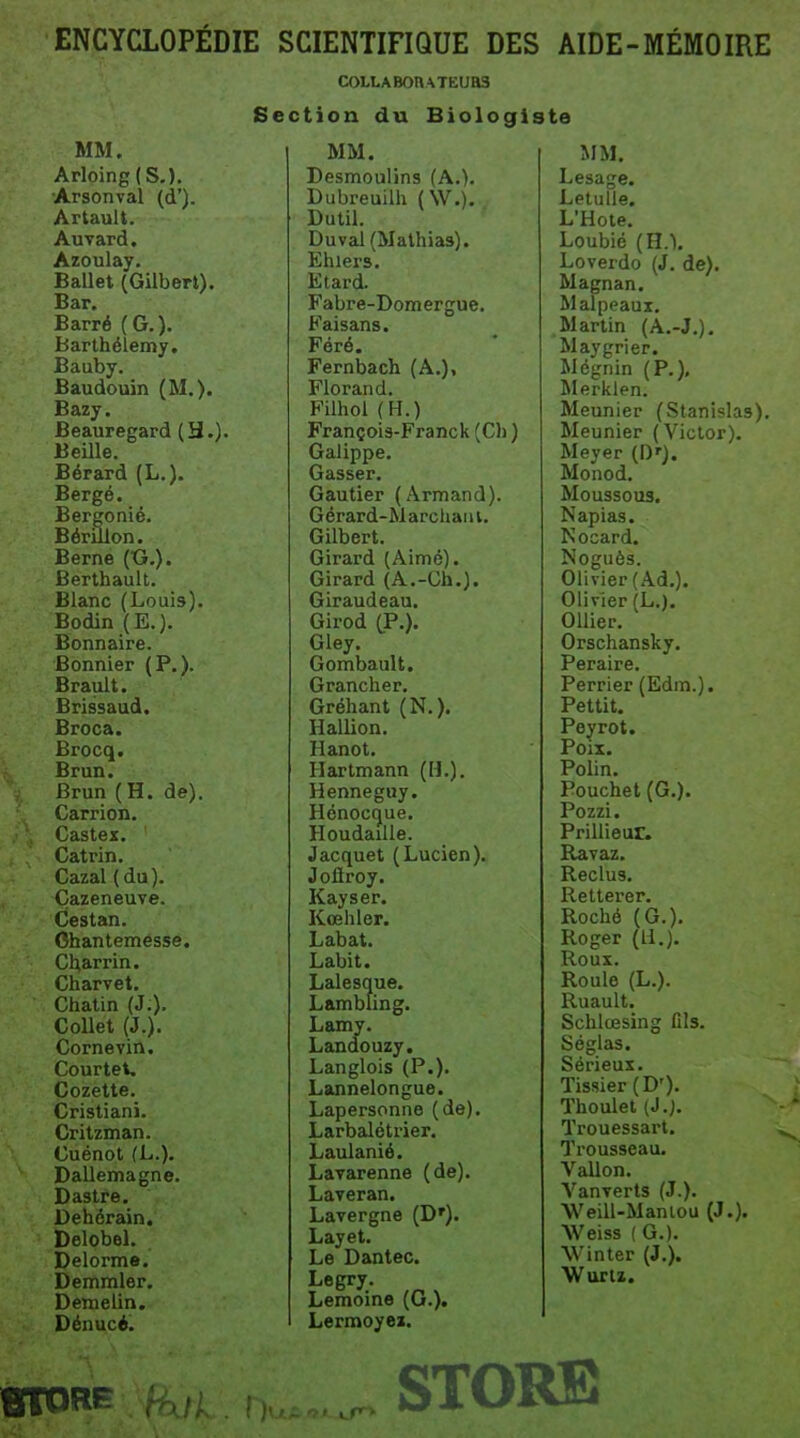 ENCYCLOPÉDIE SCIENTIFIQUE DES AIDE-MÉMOIRE
COLLABORATEURS
Section du Biologiste
MM.
Arloing (S.).
Arsonval (d').
Artault.
Auvard.
Azoulay.
Ballet (Gilbert).
Bar.
Barré (G.).
Barthélemy.
Bauby.
Baudouin (M.).
Bazy.
Beauregard (H.).
Beille.
Bérard (L.).
Bergé.
Bergonié.
Bérillon.
Berne (G.).
Berthault.
Blanc (Louis).
Bodin (E.).
Bonnaire.
Bonnier (P.).
Brault.
Brissaud.
Broca.
Brocq.
Brun.
Brun (H. de).
Carrion.
Castex.
Catrin.
Cazal (du).
Cazeneuve.
Cestan.
Chantemesse.
Charrin.
Charvet.
Chatin (J.).
Collet (J.).
Cornevin.
Courtet.
Cozette.
Cristiani.
Critzman.
Cuénot (L.).
Dallemagne.
Dastre.
Dehérain.
Delobel.
Delorme.
Demmler.
Demelin.
Dénucé.
MM.
Desmoulins (A.).
Dubreuilh (W.).
Dutil.
Duval (Mathias).
Ehlers.
Etard.
Fabre-Domergue.
Faisans.
Féré.
Fernbach (A.),
Florand.
Filhol (H.)
François-Franck (Ch)
Galippe.
Gasser.
Gautier (Armand).
Gérard-Marchant.
Gilbert.
Girard (Aimé).
Girard (A.-Ch.).
Giraudeau.
Girod (P.).
Gley.
Gombault.
Grancher.
Gréhant (N.).
Hallion.
Hanot.
Hartmann (H.).
Henneguy.
Hénocque.
Houdaille.
Jacquet (Lucien).
Joffroy.
Kayser.
Kœhler.
Labat.
Labit.
Lalesque.
Lambling.
Lamy.
Landouzy.
Langlois (P.).
Lannelongue.
Lapersonne (de).
Larbalétrier.
Laulanié.
Lavarenne (de).
Laveran.
Lavergne (Dr).
Layet.
Le Dantec.
Legry.
Lemoine (G.).
Lermoyez.
MM.
Lesage.
Letulle.
L'Hote.
Loubié (H.).
Loverdo (J. de).
Magnan.
Malpeaux.
Martin (A.-J.).
Maygrier.
Mégnin (P.).
Merklen.
Meunier (Stanislas).
Meunier (Victor).
Meyer (Dr).
Monod.
Moussous.
Napias.
Nocard.
Noguès.
Olivier (Ad.).
Olivier (L.).
Ollier.
Orschansky.
Peraire.
Perrier (Edm.).
Pettit.
Peyrot.
Poix.
Polin.
Pouchet (G.).
Pozzi.
Prillieur.
Ravaz.
Reclus.
Retterer.
Roché (G.).
Roger (H.).
Roux.
Roule (L.).
Ruault.
Schlœsing fils.
Séglas.
Sérieux.
Tissier (Dr).
Thoulet (J.).
Trouessart.
Trousseau.
Vallon.
Vanverts (J.).
Weill-Mantou (J.).
Weiss (G.).
Winter (J.).
Wurtz.
STORE
STORE